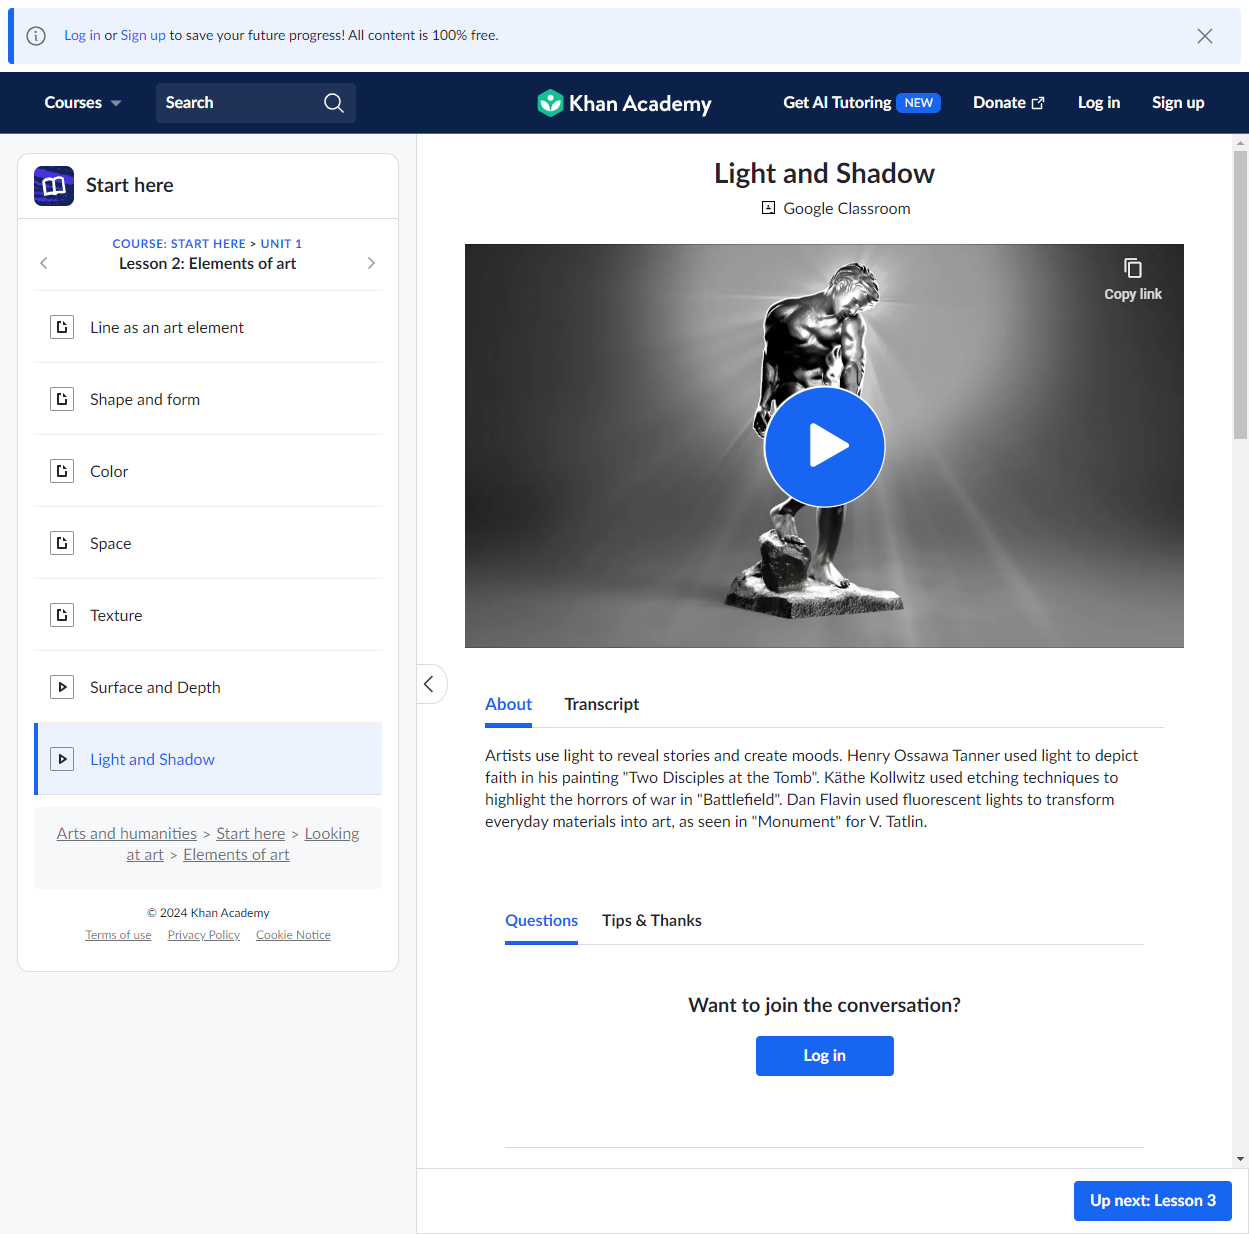 Log in or Sign up to save your future progress! All content is 100% free.
Courses
Search
Khan Academy
Get AI Tutoring NEW
Donate
Log in
Sign up
Start here
COURSE: START HERE > UNIT 1
Lesson 2: Elements of art
Line as an art element
Shape and form
Color
Space
Texture
Surface and Depth
Light and Shadow
Arts and humanities > Start here > Looking
at art > Elements of art
© 2024 Khan Academy
Terms of use Privacy Policy Cookie Notice
Light and Shadow
Google Classroom
Copy link
About Transcript
Artists use light to reveal stories and create moods. Henry Ossawa Tanner used light to depict
faith in his painting "Two Disciples at the Tomb". Käthe Kollwitz used etching techniques to
highlight the horrors of war in "Battlefield". Dan Flavin used fluorescent lights to transform
everyday materials into art, as seen in "Monument" for V. Tatlin.
Questions Tips & Thanks
Want to join the conversation?
Log in
Up next: Lesson 3